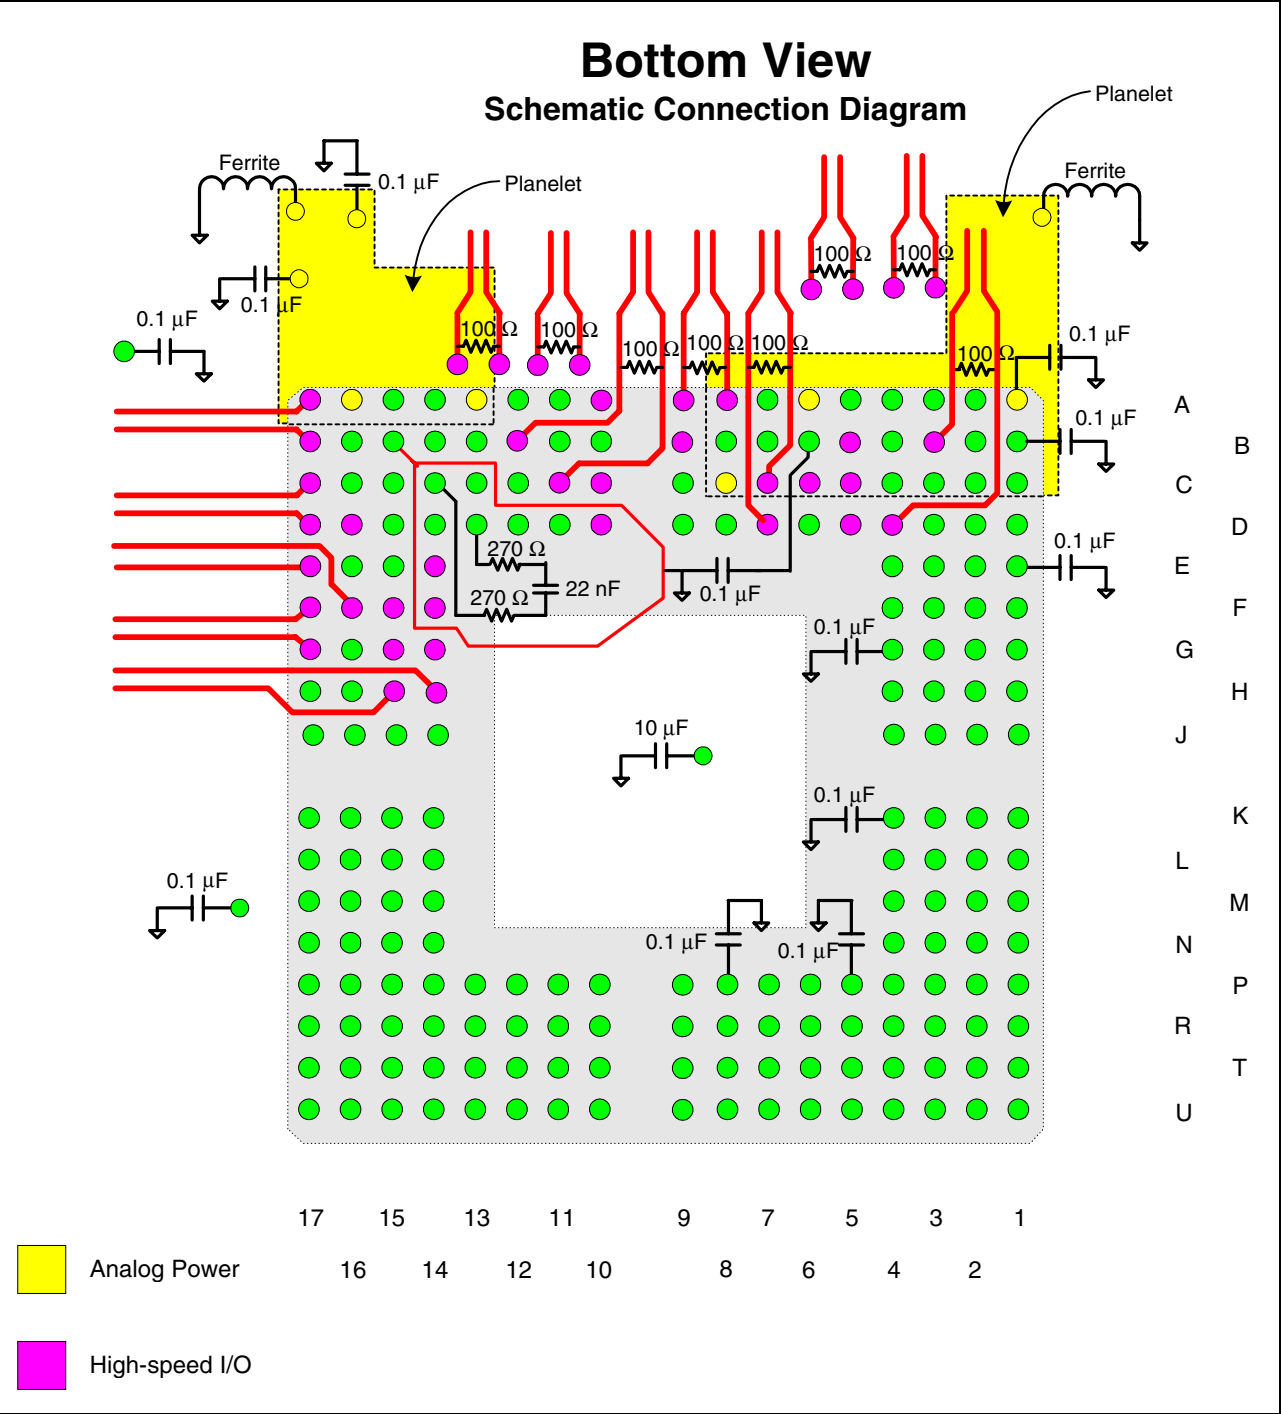 Bottom View
Schematic Connection Diagram
Planelet
Ferrite
0.1 μF
Planelet
Ferrite
0.1 μF
0.1 μF
100 Ω
100 Ω
100 Ω
100 Ω
100 Ω
100 Ω
100 Ω
100 Ω
0.1 μF
A
0.1 μF
B
C
D
270 Ω
0.1 μF
E
22 nF
0.1 μF
270 Ω
F
0.1 μF
G
H
10 μF
J
0.1 μF
K
L
0.1 μF
M
0.1 μF
0.1 μF
N
P
R
T
U
17 15 13 11 9 7 5 3 1
16 14 12 10 8 6 4 2
Analog Power
High-speed I/O